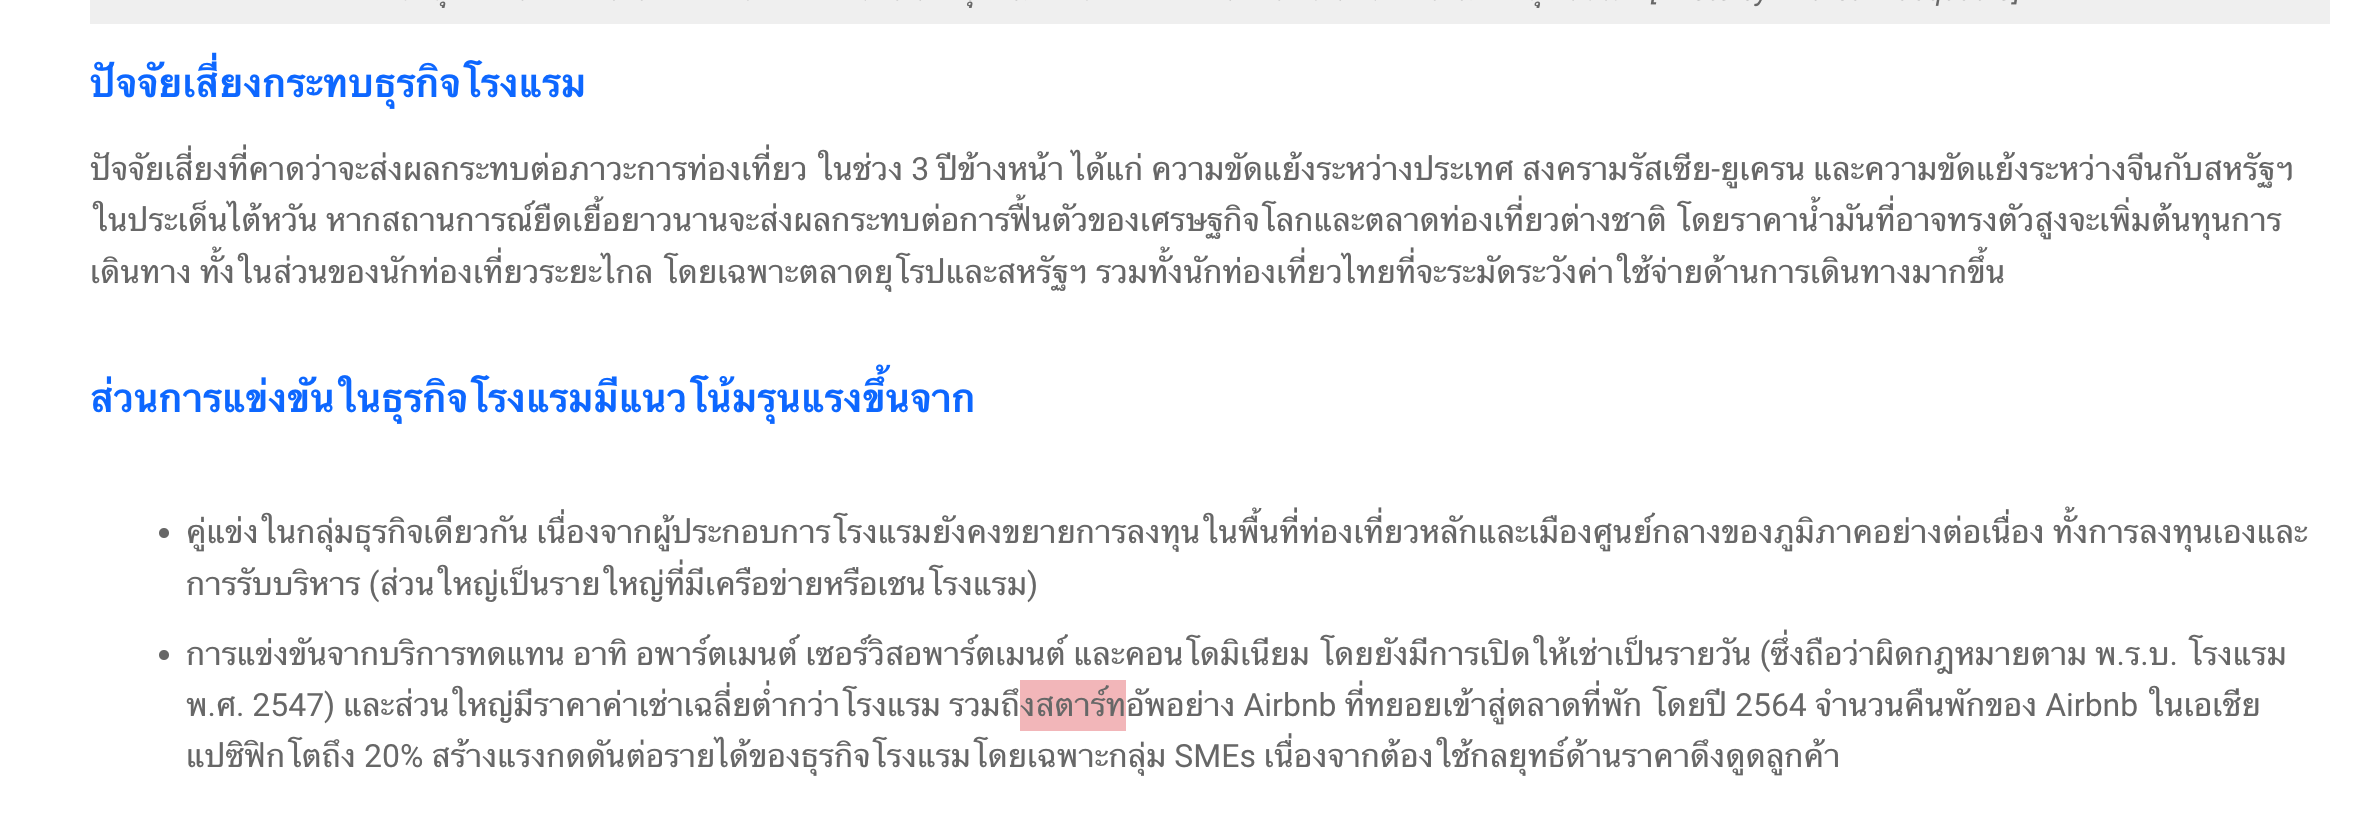 ปัจจัยเสี่ยงกระทบธุรกิจโรงแรม
ปัจจัยเสี่ยงที่คาดว่าจะส่งผลกระทบต่อภาวะการท่องเที่ยว ในช่วง 3 ปีข้างหน้า ได้แก่ ความขัดแย้งระหว่างประเทศ สงครามรัสเซีย-ยูเครน และความขัดแย้งระหว่างจีนกับสหรัฐฯ
ในประเด็นไต้หวัน หากสถานการณ์ยืดเยื้อยาวนานจะส่งผลกระทบต่อการฟื้นตัวของเศรษฐกิจโลกและตลาดท่องเที่ยวต่างชาติ โดยราคาน้ำมันที่อาจทรงตัวสูงจะเพิ่มต้นทุนการ
เดินทาง ทั้งในส่วนของนักท่องเที่ยวระยะไกล โดยเฉพาะตลาดยุโรปและสหรัฐฯ รวมทั้งนักท่องเที่ยวไทยที่จะระมัดระวังค่าใช้จ่ายด้านการเดินทางมากขึ้น
ส่วนการแข่งขันในธุรกิจโรงแรมมีแนวโน้มรุนแรงขึ้นจาก
• คู่แข่งในกลุ่มธุรกิจเดียวกัน เนื่องจากผู้ประกอบการโรงแรมยังคงขยายการลงทุนในพื้นที่ท่องเที่ยวหลักและเมืองศูนย์กลางของภูมิภาคอย่างต่อเนื่อง ทั้งการลงทุนเองและ
การรับบริหาร (ส่วนใหญ่เป็นรายใหญ่ที่มีเครือข่ายหรือเชนโรงแรม)
• การแข่งขันจากบริการทดแทน อาทิ อพาร์ตเมนต์ เซอร์วิสอพาร์ตเมนต์ และคอนโดมิเนียม โดยยังมีการเปิดให้เช่าเป็นรายวัน (ซึ่งถือว่าผิดกฎหมายตาม พ.ร.บ. โรงแรม
พ.ศ. 2547) และส่วนใหญ่มีราคาค่าเช่าเฉลี่ยต่ำกว่าโรงแรม รวมถึงสตาร์ทอัพอย่าง Airbnb ที่ทยอยเข้าสู่ตลาดที่พัก โดยปี 2564 จำนวนคืนพักของ Airbnb ในเอเชีย
แปซิฟิกโตถึง 20% สร้างแรงกดดันต่อรายได้ของธุรกิจโรงแรมโดยเฉพาะกลุ่ม SMEs เนื่องจากต้องใช้กลยุทธ์ด้านราคาดึงดูดลูกค้า